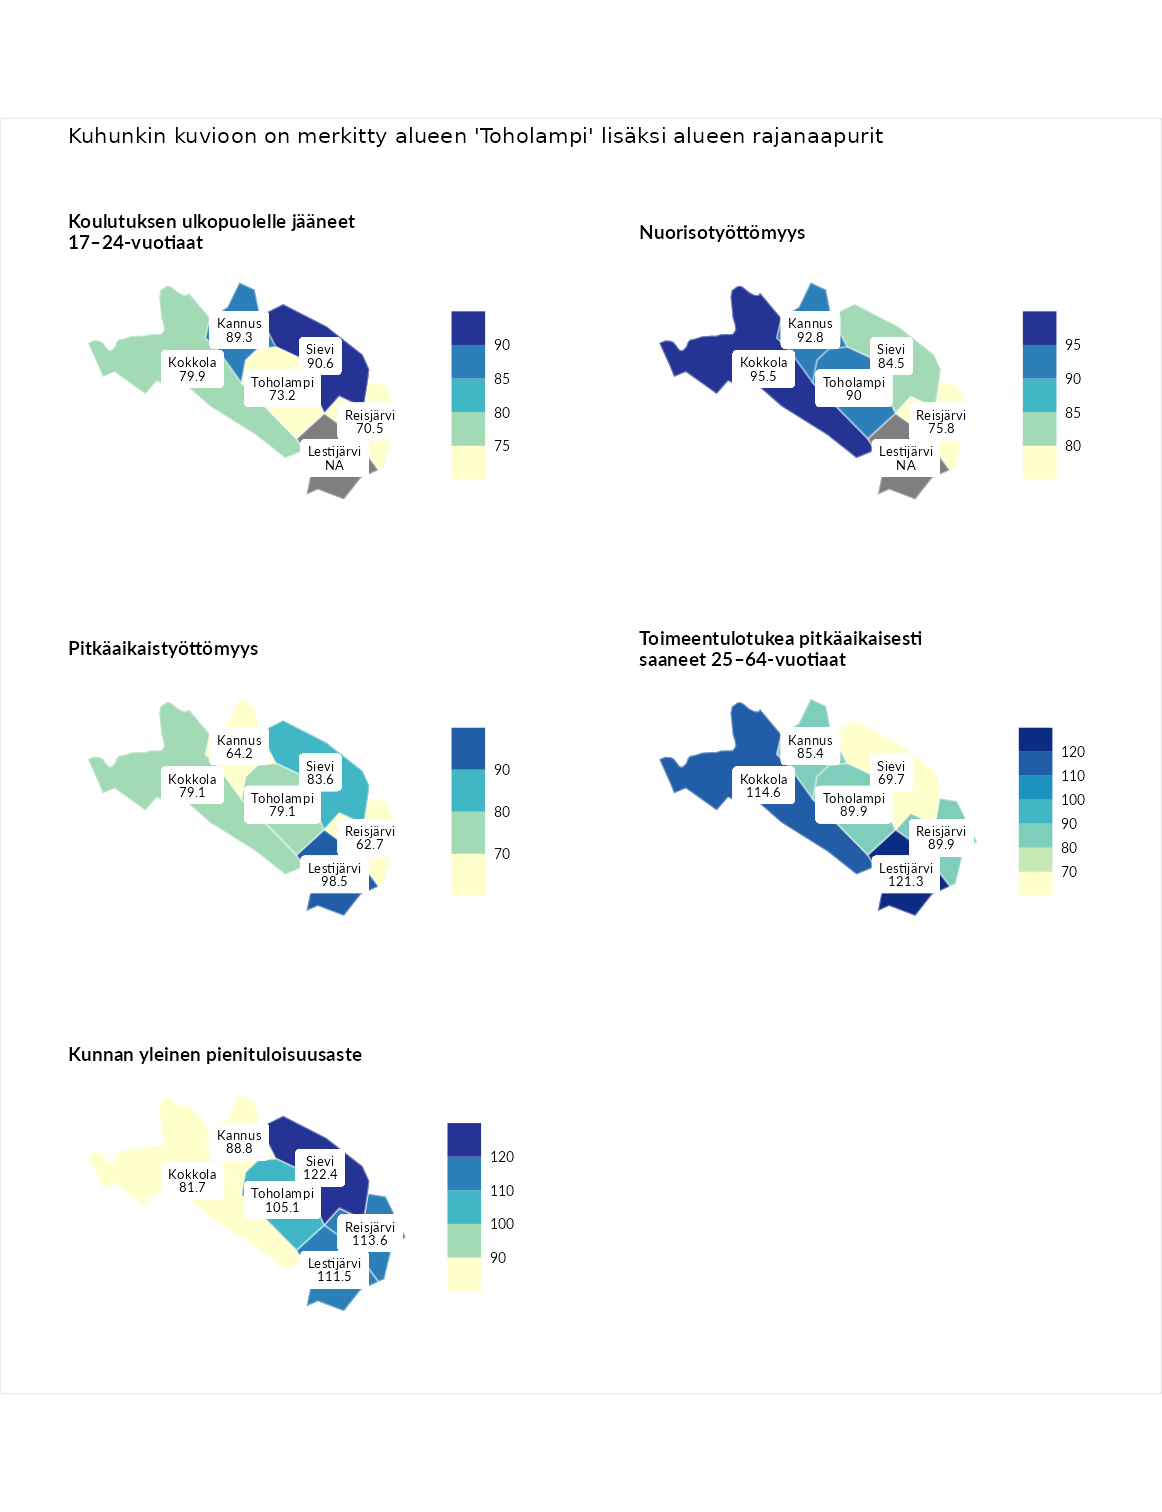 Kuhunkin kuvioon on merkitty alueen 'Toholampi' lisäksi alueen rajanaapurit
Koulutuksen ulkopuolelle jääneet
17–24-vuotiaat
Kannus
89.3
Sievi
90.6
Kokkola
79.9
Toholampi
73.2
Reisjärvi
70.5
Lestijärvi
NA
90
85
80
75
Nuorisotyöttömyys
Kannus
92.8
Sievi
84.5
Kokkola
95.5
Toholampi
90
Reisjärvi
75.8
Lestijärvi
NA
95
90
85
80
Pitkäaikaistyöttömyys
Kannus
64.2
Sievi
83.6
Kokkola
79.1
Toholampi
79.1
Reisjärvi
62.7
Lestijärvi
98.5
90
80
70
Toimeentulotukea pitkäaikaisesti
saaneet 25–64-vuotiaat
Kannus
85.4
Sievi
69.7
Kokkola
114.6
Toholampi
89.9
Reisjärvi
89.9
Lestijärvi
121.3
120
110
100
90
80
70
Kunnan yleinen pienituloisuusaste
Kannus
88.8
Sievi
122.4
Kokkola
81.7
Toholampi
105.1
Reisjärvi
113.6
Lestijärvi
111.5
120
110
100
90